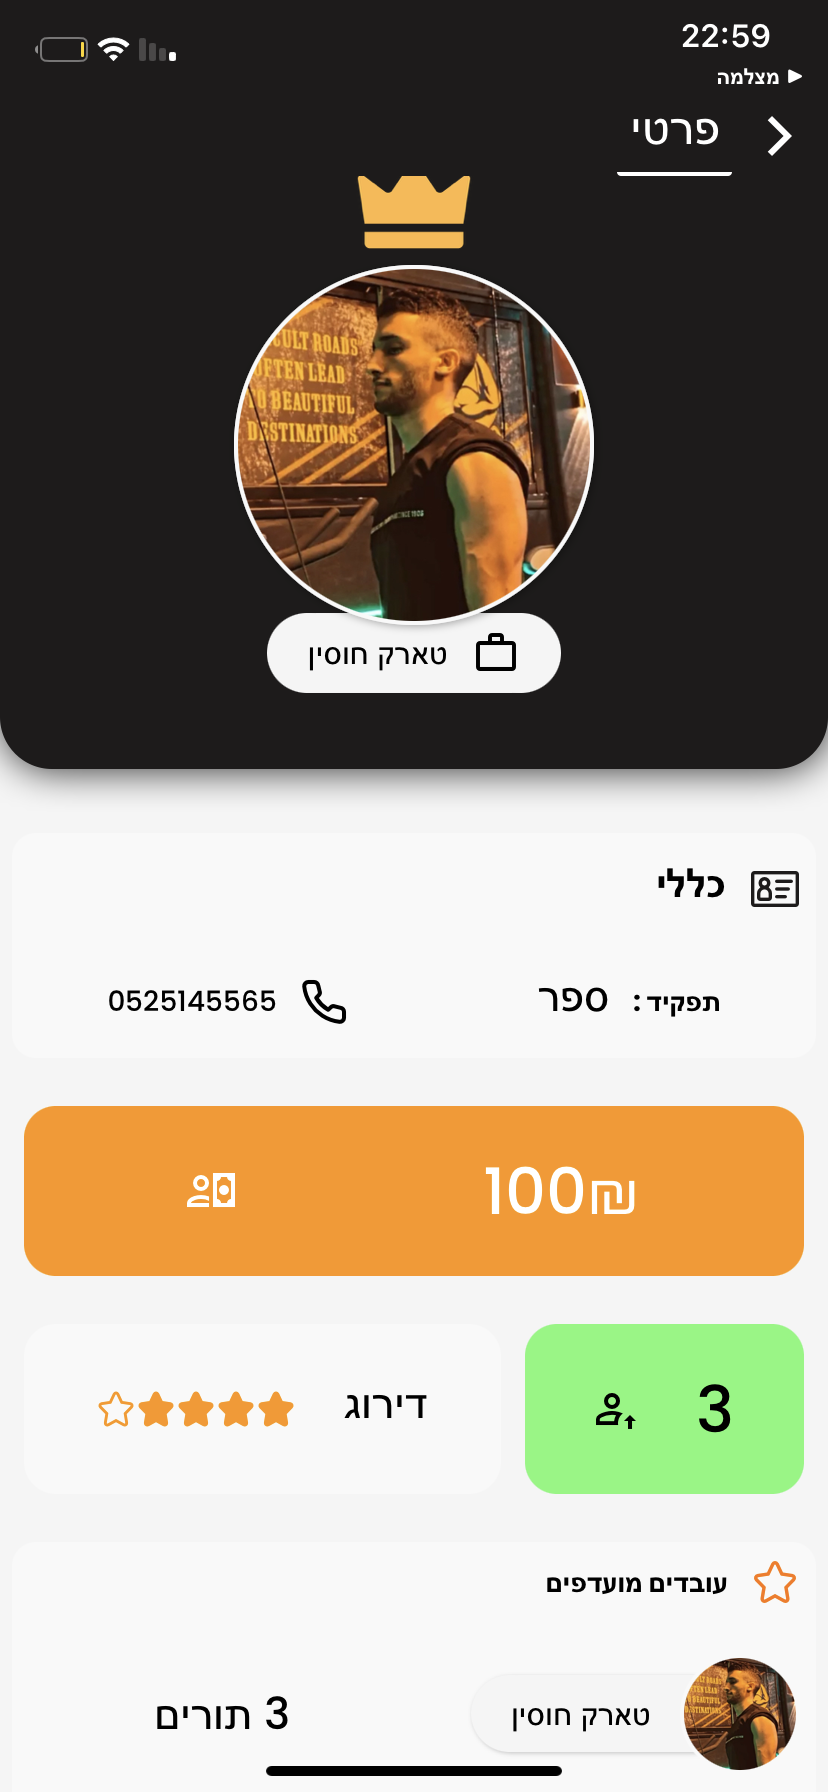 22:59
מצלמה
פרטי
CULT ROADS
OFTEN LEAD
TO BEAUTIFUL
DESTINATIONS
טארק חוסין
כללי
תפקיד: ספר
0525145565
100₪
3
דירוג
עובדים מועדפים
טארק חוסין
3 תורים